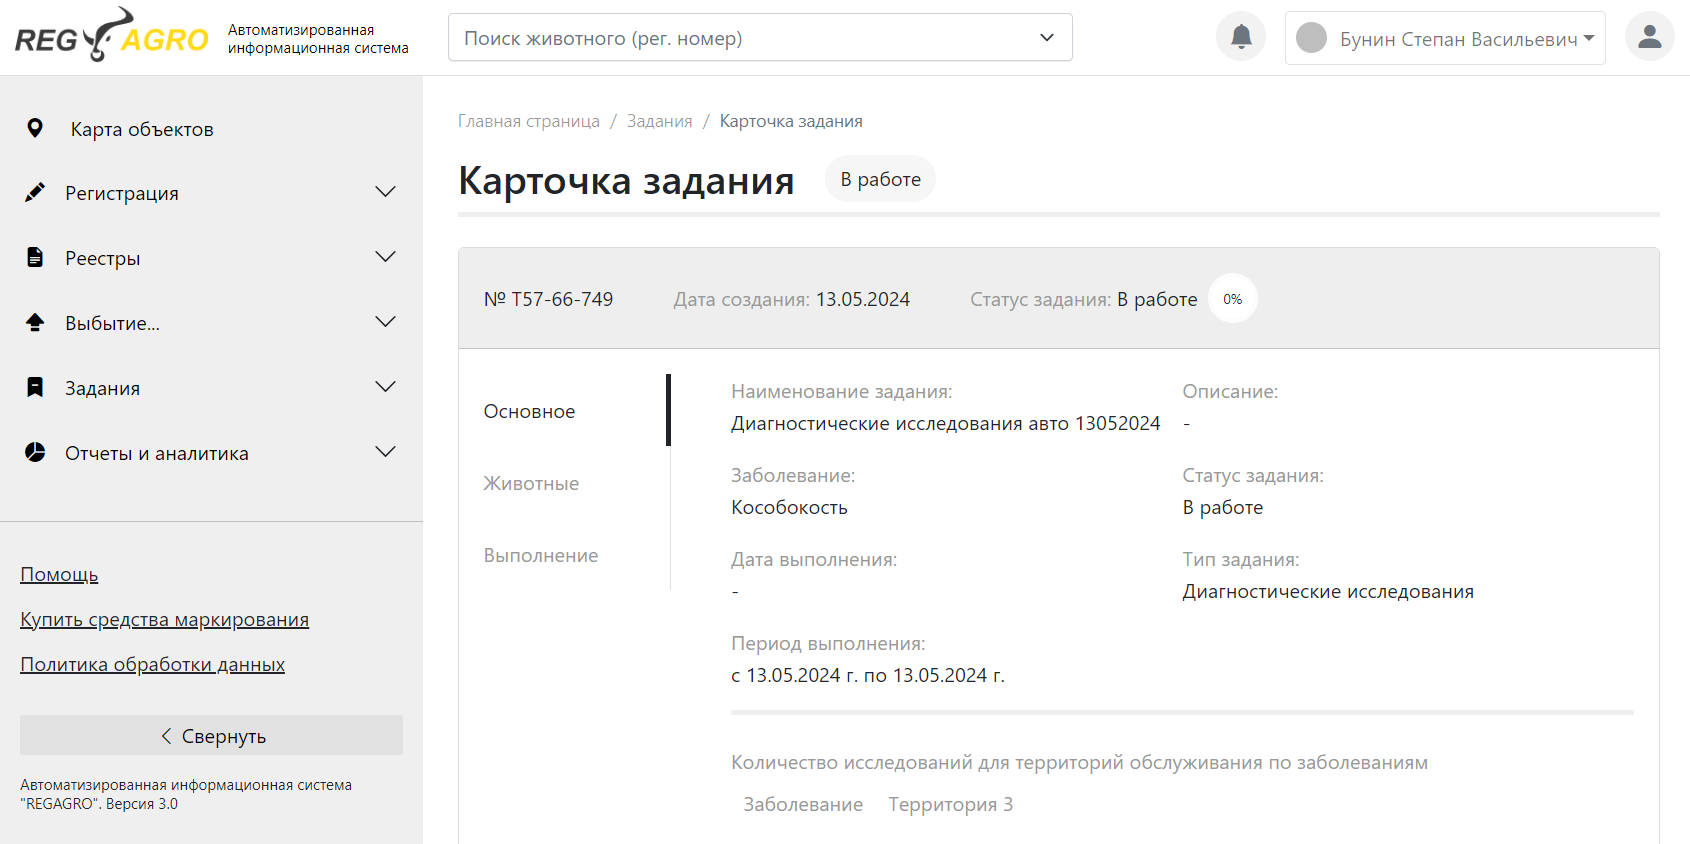 REG AGRO
Автоматизированная
информационная система
Поиск животного (рег. номер)
Бунин Степан Васильевич
Карта объектов
Регистрация
Реестры
Выбытие...
Задания
Отчеты и аналитика
Помощь
Купить средства маркирования
Политика обработки данных
Свернуть
Автоматизированная информационная система
"REGAGRO". Версия 3.0
Главная страница / Задания / Карточка задания
Карточка задания
В работе
№ Т57-66-749
Дата создания: 13.05.2024
Статус задания: В работе
0%
Основное
Животные
Выполнение
Наименование задания:
Диагностические исследования авто 13052024
Описание:
-
Заболевание:
Кособокость
Статус задания:
В работе
Дата выполнения:
-
Тип задания:
Диагностические исследования
Период выполнения:
с 13.05.2024 г. по 13.05.2024 г.
Количество исследований для территорий обслуживания по заболеваниям
Заболевание Территория 3